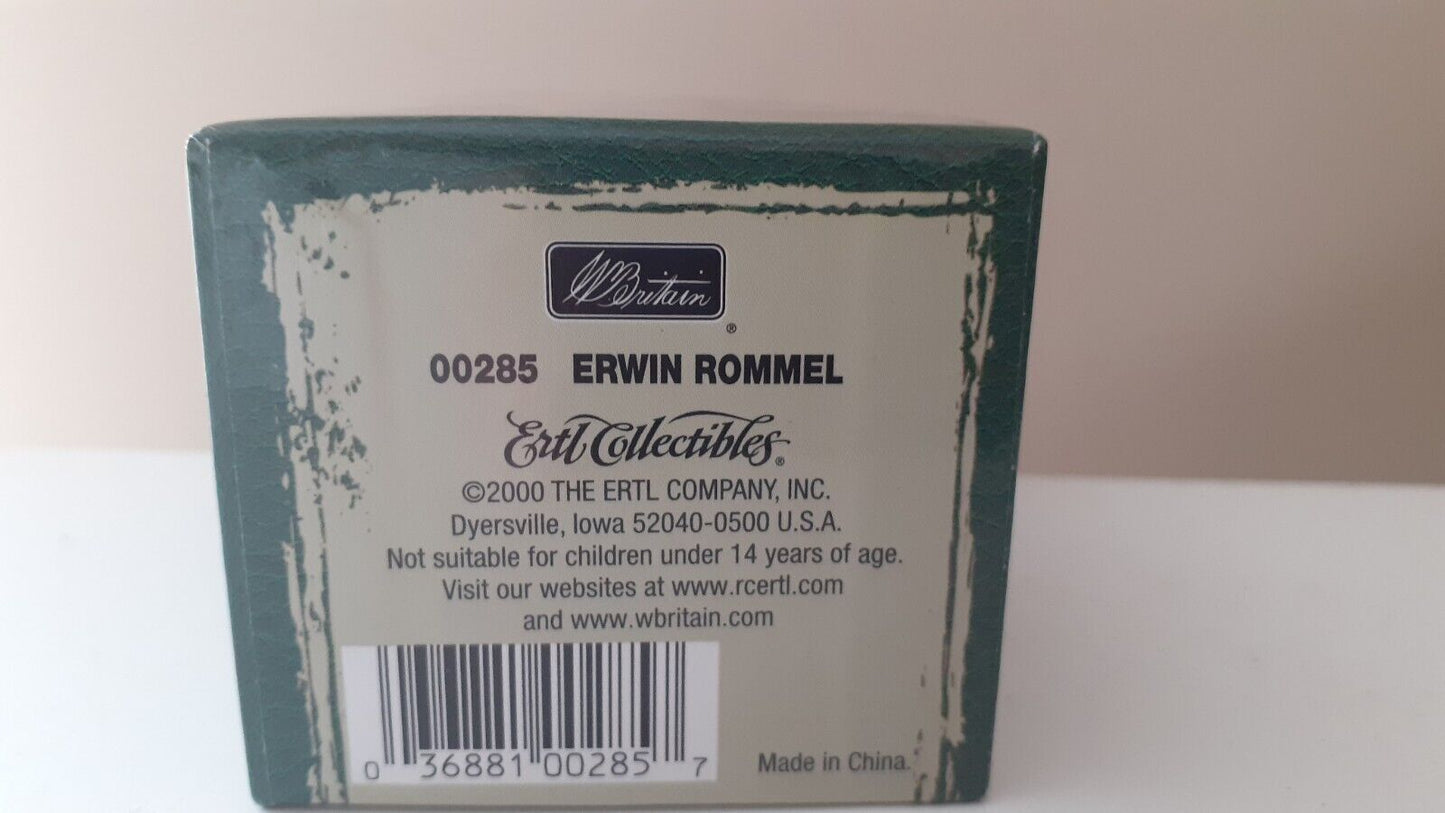 WBritain
®
00285 ERWIN ROMMEL
Ertl Collectibles®
©2000 THE ERTL COMPANY, INC.
Dyersville, Iowa 52040-0500 U.S.A.
Not suitable for children under 14 years of age.
Visit our websites at www.rcertl.com
and www.wbritain.com
0 36881 00285 7
Made in China.